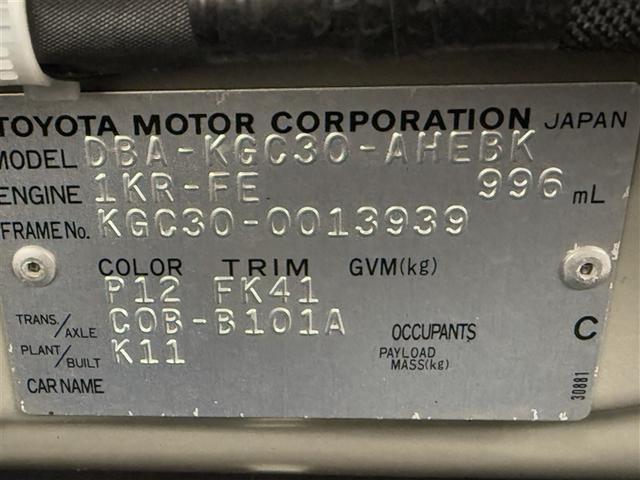 TOYOTA MOTOR CORPORATION JAPAN
MODEL DBA-KGC30-AHEBK
ENGINE 1KR-FE 996 mL
FRAME No. KGC30-0013939
COLOR TRIM GVM(kg)
P12 FK41
TRANS./AXLE C0B-B101A OCCUPANTS C
PLANT/BUILT K11 PAYLOAD MASS(kg)
CAR NAME
30881